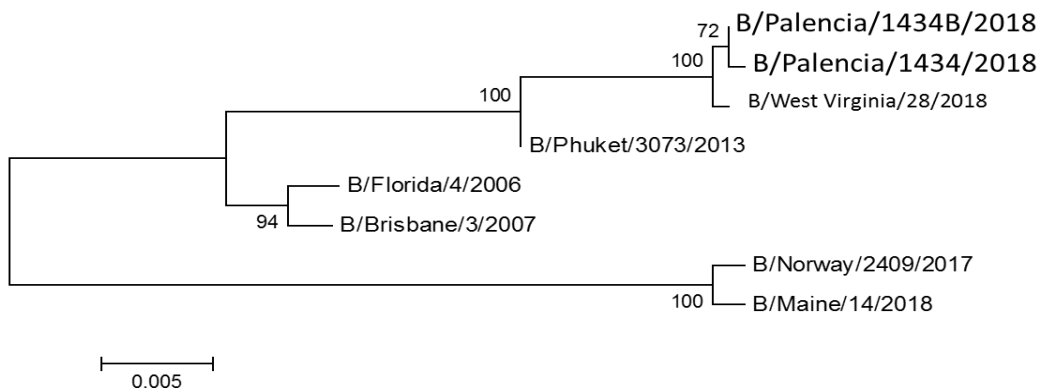 B/Palencia/1434B/2018
72
B/Palencia/1434/2018
100
B/West Virginia/28/2018
100
B/Phuket/3073/2013
B/Florida/4/2006
94
B/Brisbane/3/2007
B/Norway/2409/2017
100
B/Maine/14/2018
0.005